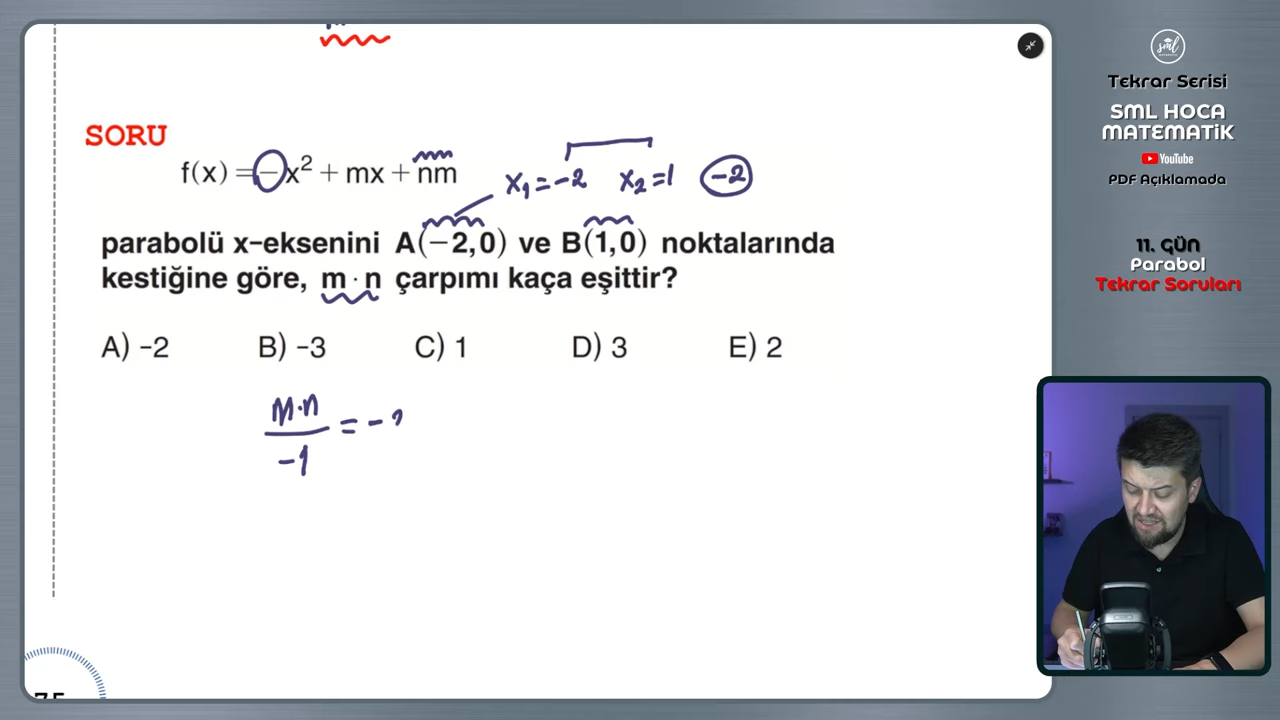 SORU
f(x) = −x² + mx + nm
x₁ = −2 x₂ = 1 −2
parabolü x−eksenini A(−2,0) ve B(1,0) noktalarında
kestiğine göre, m · n çarpımı kaça eşittir?
A) −2 B) −3 C) 1 D) 3 E) 2
m·n
−1
= −
sml
Tekrar Serisi
SML HOCA
MATEMATİK
YouTube
PDF Açıklamada
11. GÜN
Parabol
Tekrar Soruları